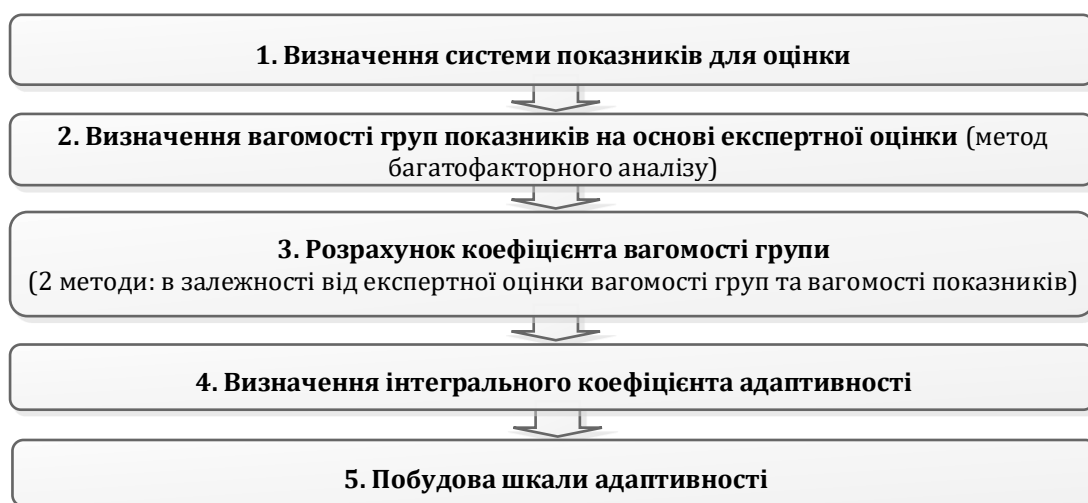 1. Визначення системи показників для оцінки
2. Визначення вагомості груп показників на основі експертної оцінки (метод
багатофакторного аналізу)
3. Розрахунок коефіцієнта вагомості групи
(2 методи: в залежності від експертної оцінки вагомості груп та вагомості показників)
4. Визначення інтегрального коефіцієнта адаптивності
5. Побудова шкали адаптивності